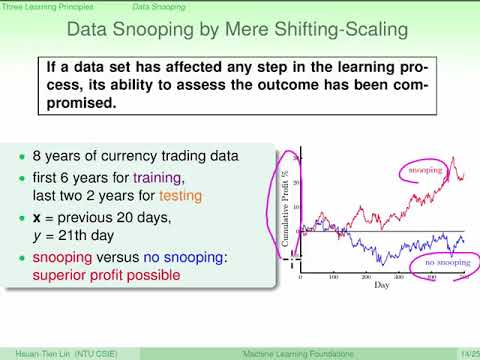 Three Learning Principles Data Snooping
Data Snooping by Mere Shifting-Scaling
If a data set has affected any step in the learning pro-
cess, its ability to assess the outcome has been com-
promised.
8 years of currency trading data
first 6 years for training,
last two 2 years for testing
x = previous 20 days,
y = 21th day
snooping versus no snooping:
superior profit possible
Cumulative Profit %
30
20
10
0
-10
snooping
no snooping
0 100 200 300 400 500
Day
Hsuan-Tien Lin (NTU CSIE) Machine Learning Foundations 14/25